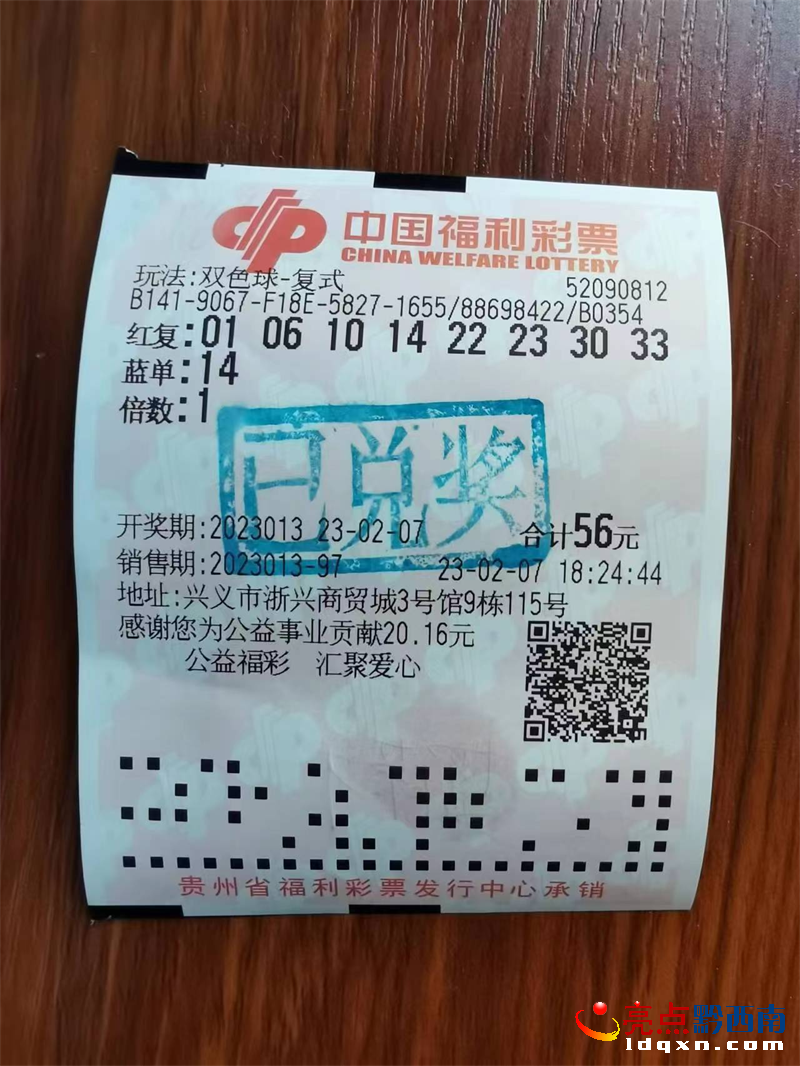 中国福利彩票
CHINA WELFARE LOTTERY
玩法:双色球-复式 52090812
B141-9067-F18E-5827-1655/88698422/B0354
红复:01 06 10 14 22 23 30 33
蓝单:14
倍数:1
已兑奖
开奖期:2023013 23-02-07 合计56元
销售期:2023013-97 23-02-07 18:24:44
地址:兴义市浙兴商贸城3号馆9栋115号
感谢您为公益事业贡献20.16元
公益福彩 汇聚爱心
贵州省福利彩票发行中心承销
亮点黔西南
ldqxn.com